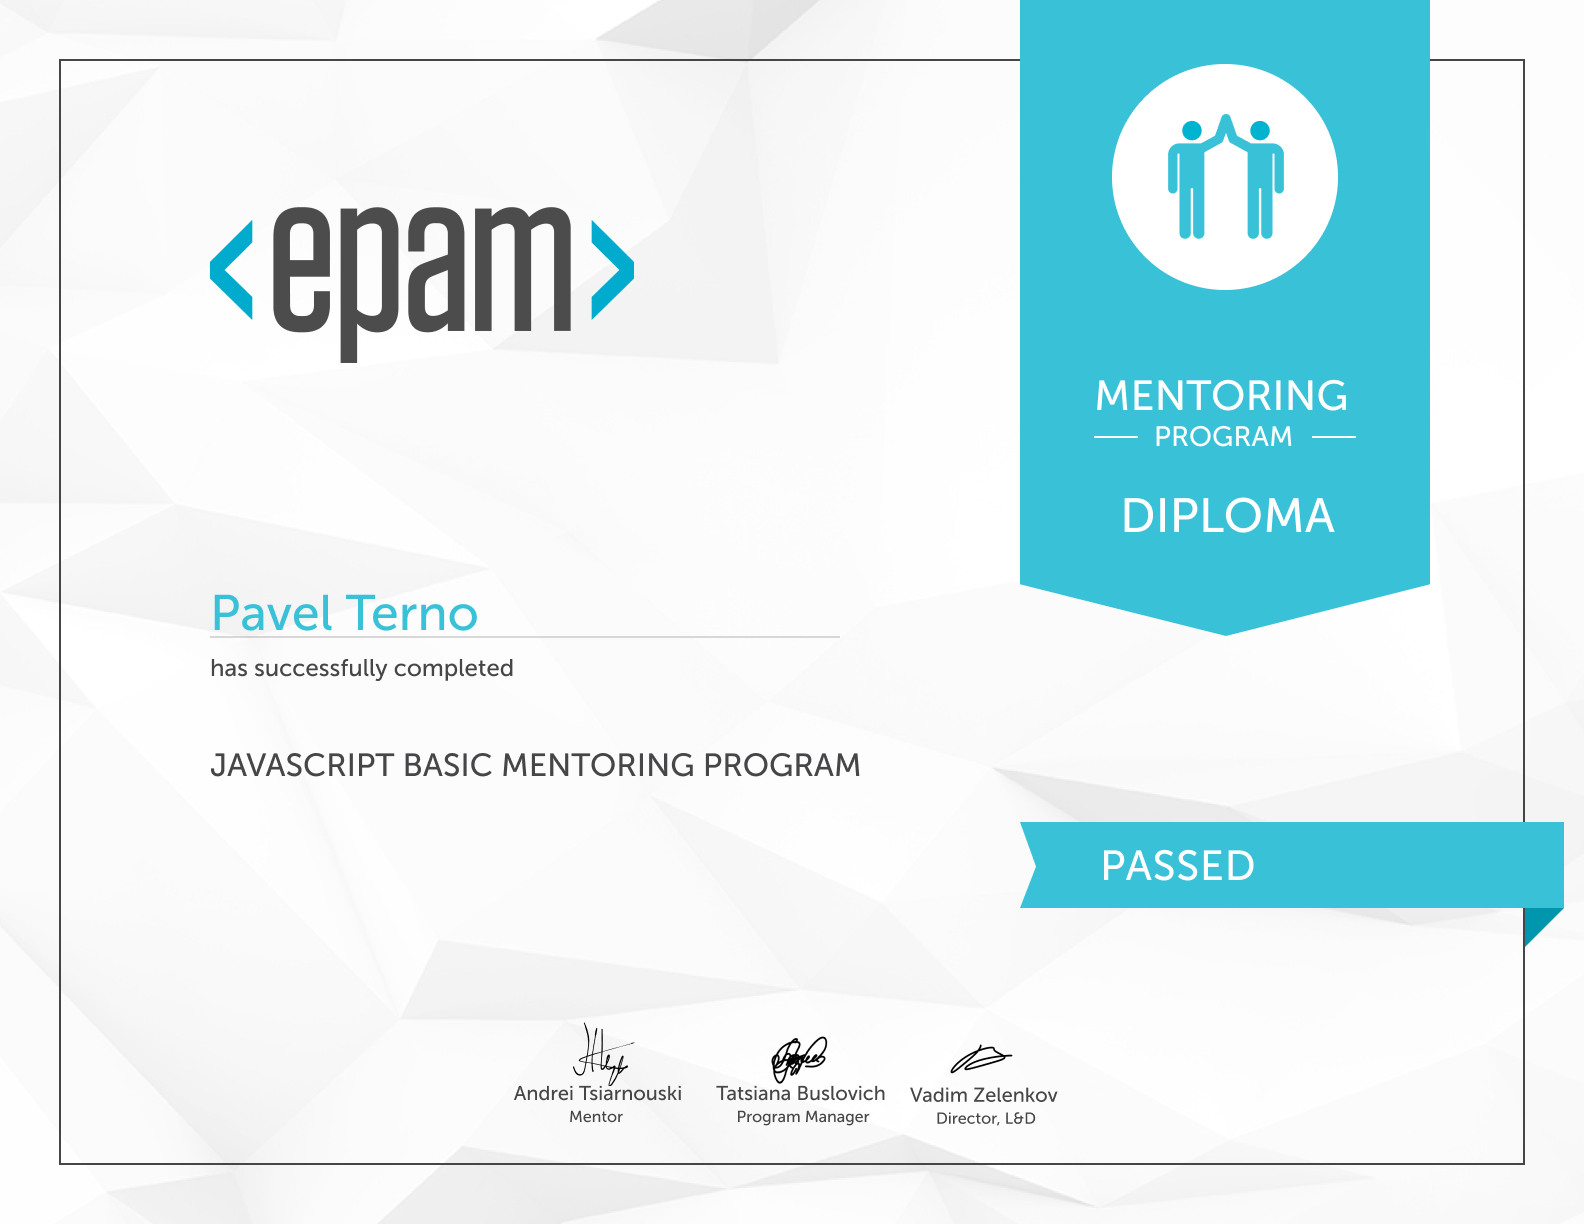 <epam>
MENTORING
PROGRAM
DIPLOMA
Pavel Terno
has successfully completed
JAVASCRIPT BASIC MENTORING PROGRAM
PASSED
Andrei Tsiarnouski
Mentor
Tatsiana Buslovich
Program Manager
Vadim Zelenkov
Director, L&D